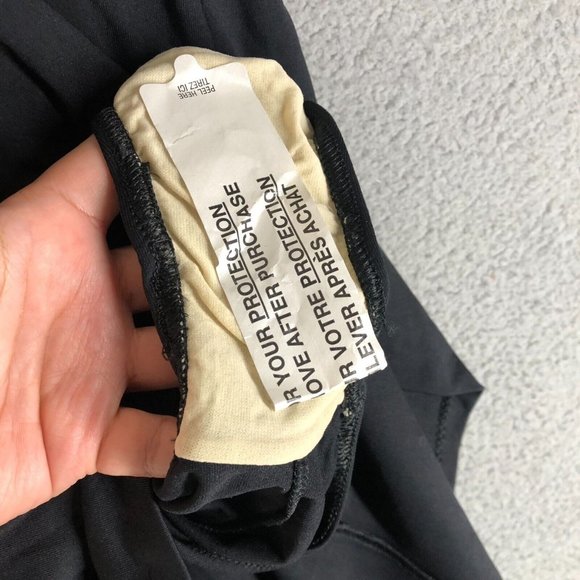 PEEL HERE
TIREZ ICI
R YOUR PROTECTION
OVE AFTER PURCHASE
R VOTRE PROTECTION
LEVER APRÈS ACHAT